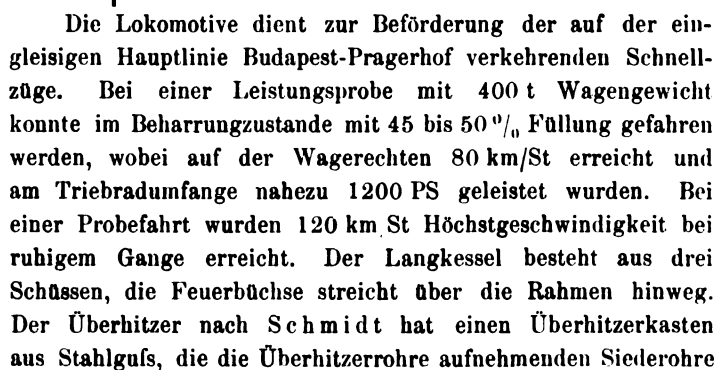 Die Lokomotive dient zur Beförderung der auf der ein-
gleisigen Hauptlinie Budapest-Pragerhof verkehrenden Schnell-
züge. Bei einer Leistungsprobe mit 400 t Wagengewicht
konnte im Beharrungzustande mit 45 bis 50 % Füllung gefahren
werden, wobei auf der Wagerechten 80 km/St erreicht und
am Triebradumfange nahezu 1200 PS geleistet wurden. Bei
einer Probefahrt wurden 120 km St Höchstgeschwindigkeit bei
ruhigem Gange erreicht. Der Langkessel besteht aus drei
Schüssen, die Feuerbüchse streicht über die Rahmen hinweg.
Der Überhitzer nach Schmidt hat einen Überhitzerkasten
aus Stahlguſs, die die Überhitzerrohre aufnehmenden Siederohre